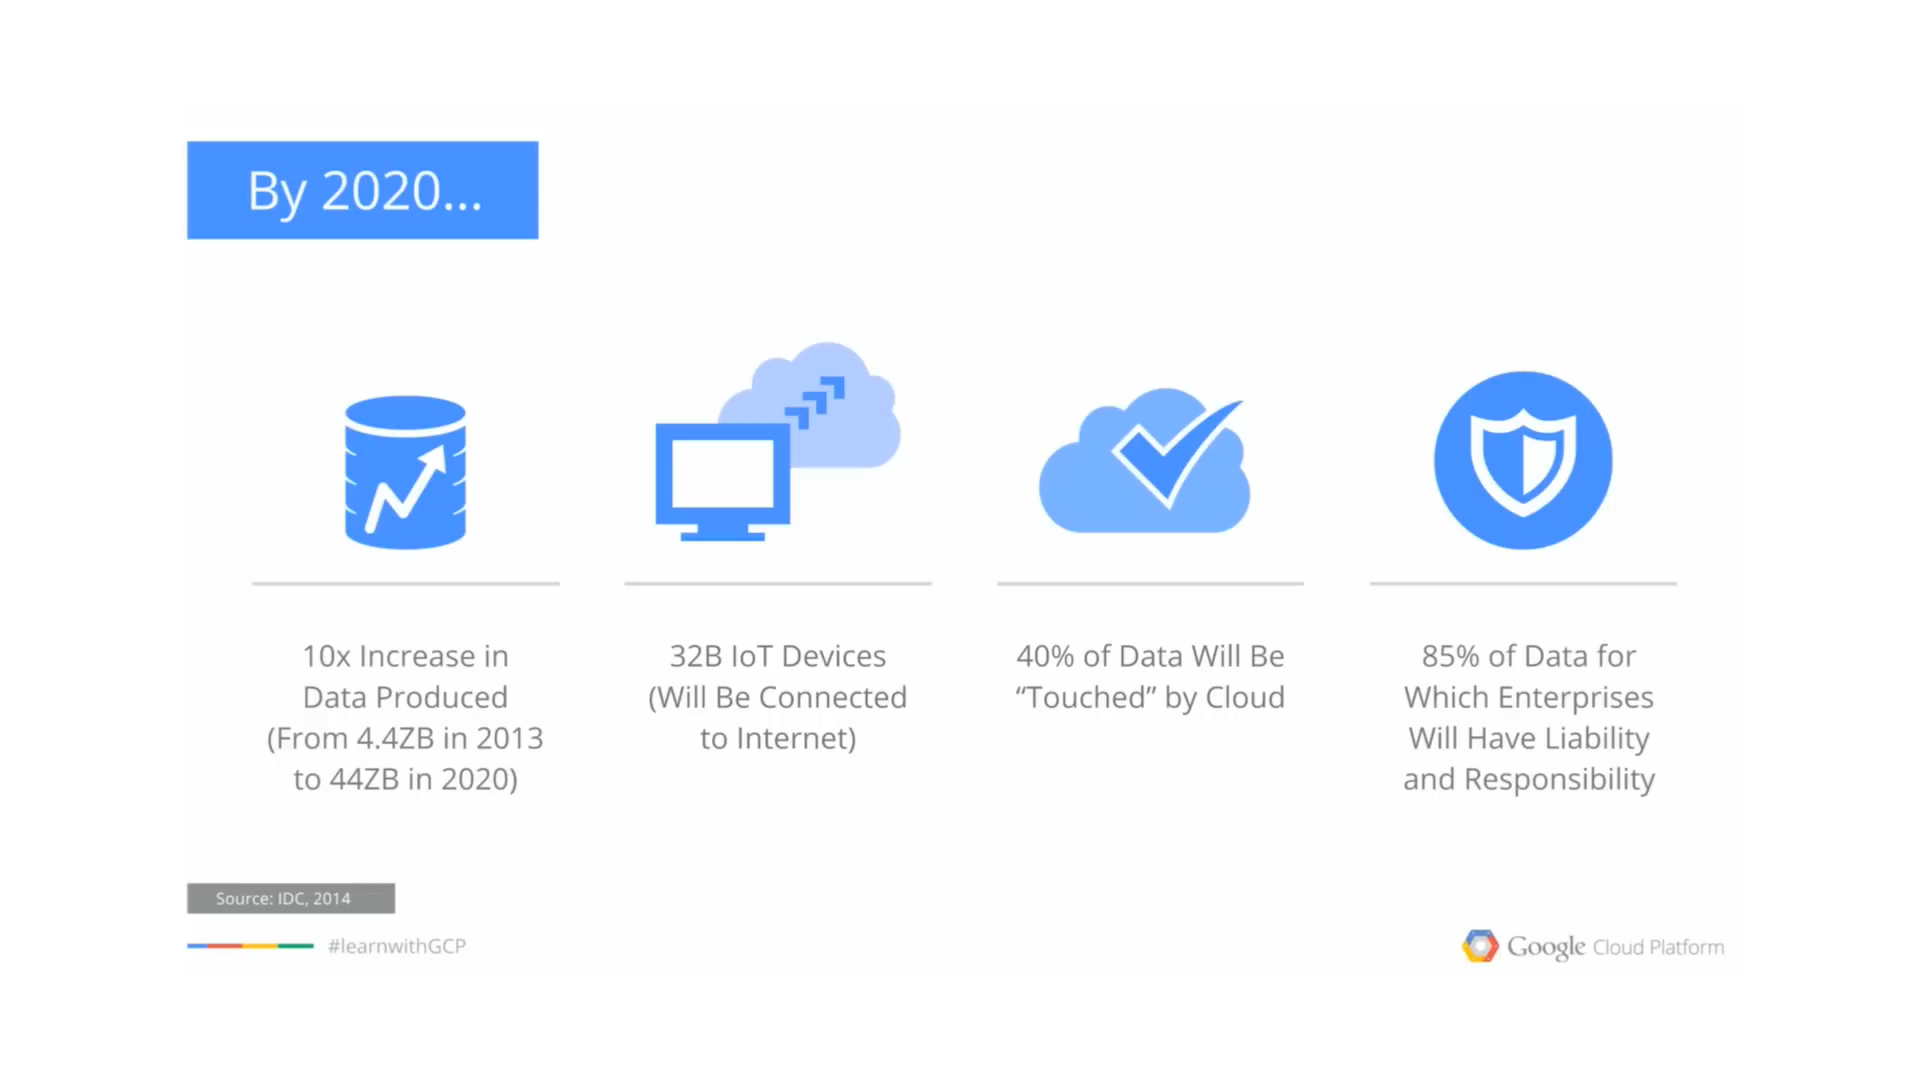 By 2020...
10x Increase in
Data Produced
(From 4.4ZB in 2013
to 44ZB in 2020)
32B IoT Devices
(Will Be Connected
to Internet)
40% of Data Will Be
“Touched” by Cloud
85% of Data for
Which Enterprises
Will Have Liability
and Responsibility
Source: IDC, 2014
#learnwithGCP
Google Cloud Platform